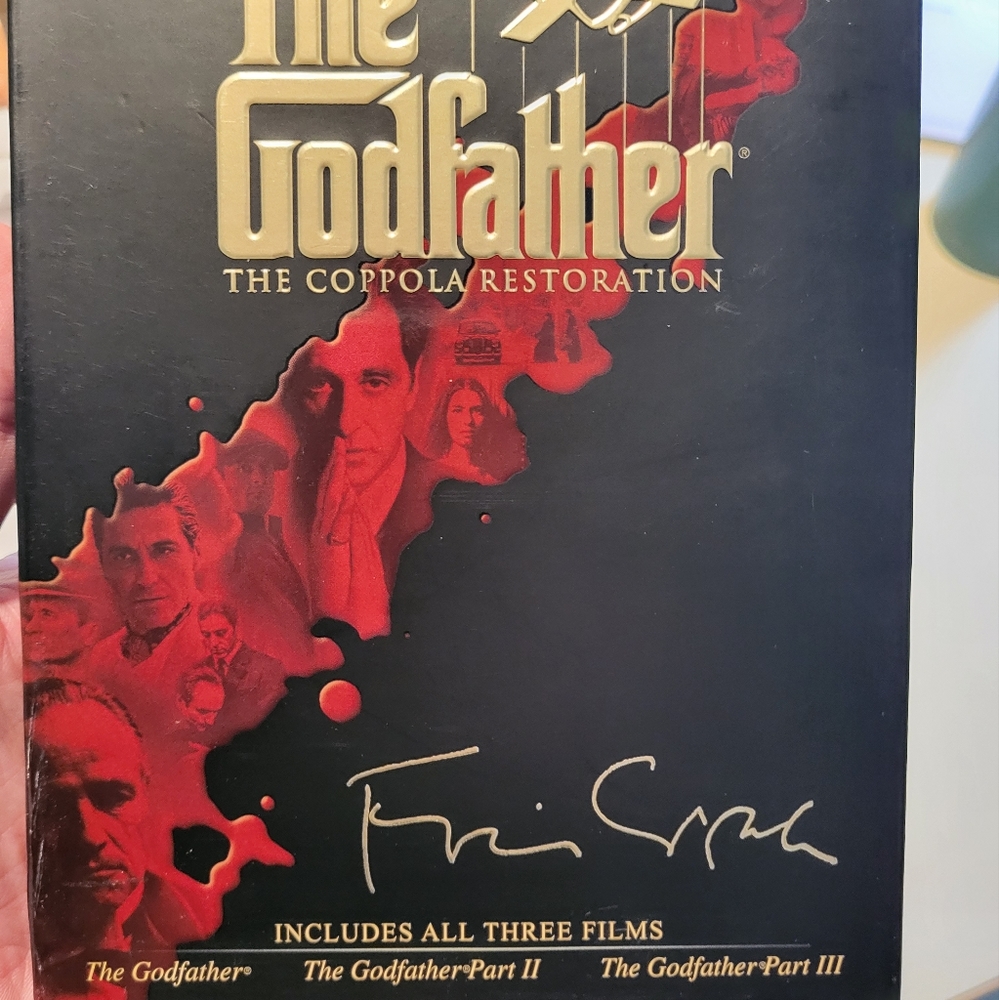 The
Godfather®
THE COPPOLA RESTORATION
INCLUDES ALL THREE FILMS
The Godfather® The Godfather® Part II The Godfather® Part III